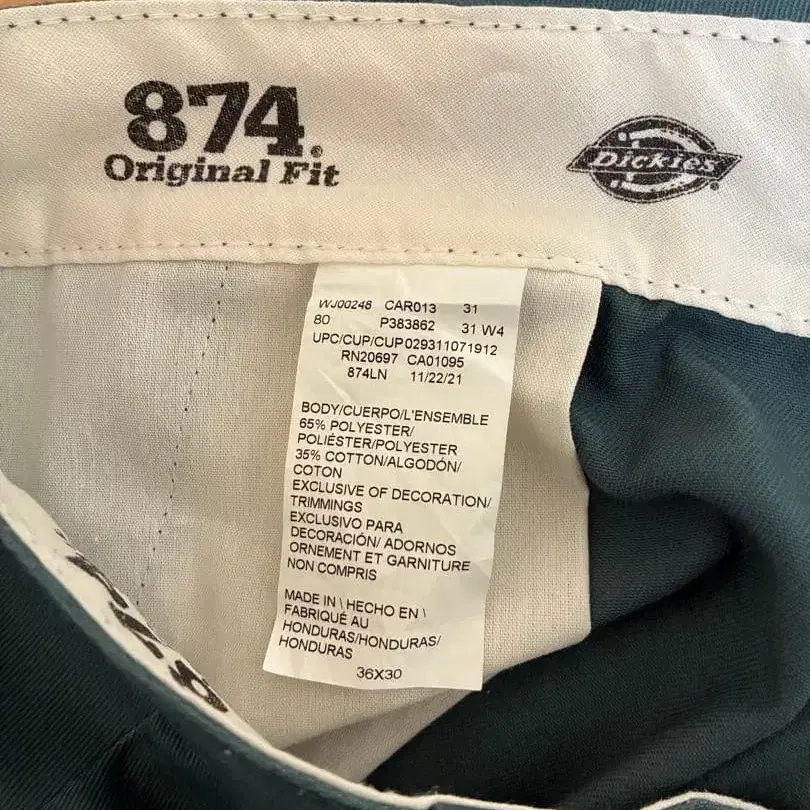 874®
Original Fit
Dickies®
WJ00248 CAR013 31
80 P383862 31 W4
UPC/CUP/CUP029311071912
RN20697 CA01095
874LN 11/22/21
BODY/CUERPO/L'ENSEMBLE
65% POLYESTER/
POLIÉSTER/POLYESTER
35% COTTON/ALGODÓN/
COTON
EXCLUSIVE OF DECORATION/
TRIMMINGS
EXCLUSIVO PARA
DECORACIÓN/ ADORNOS
ORNEMENT ET GARNITURE
NON COMPRIS
MADE IN \ HECHO EN \
FABRIQUÉ AU
HONDURAS/HONDURAS/
HONDURAS
36X30